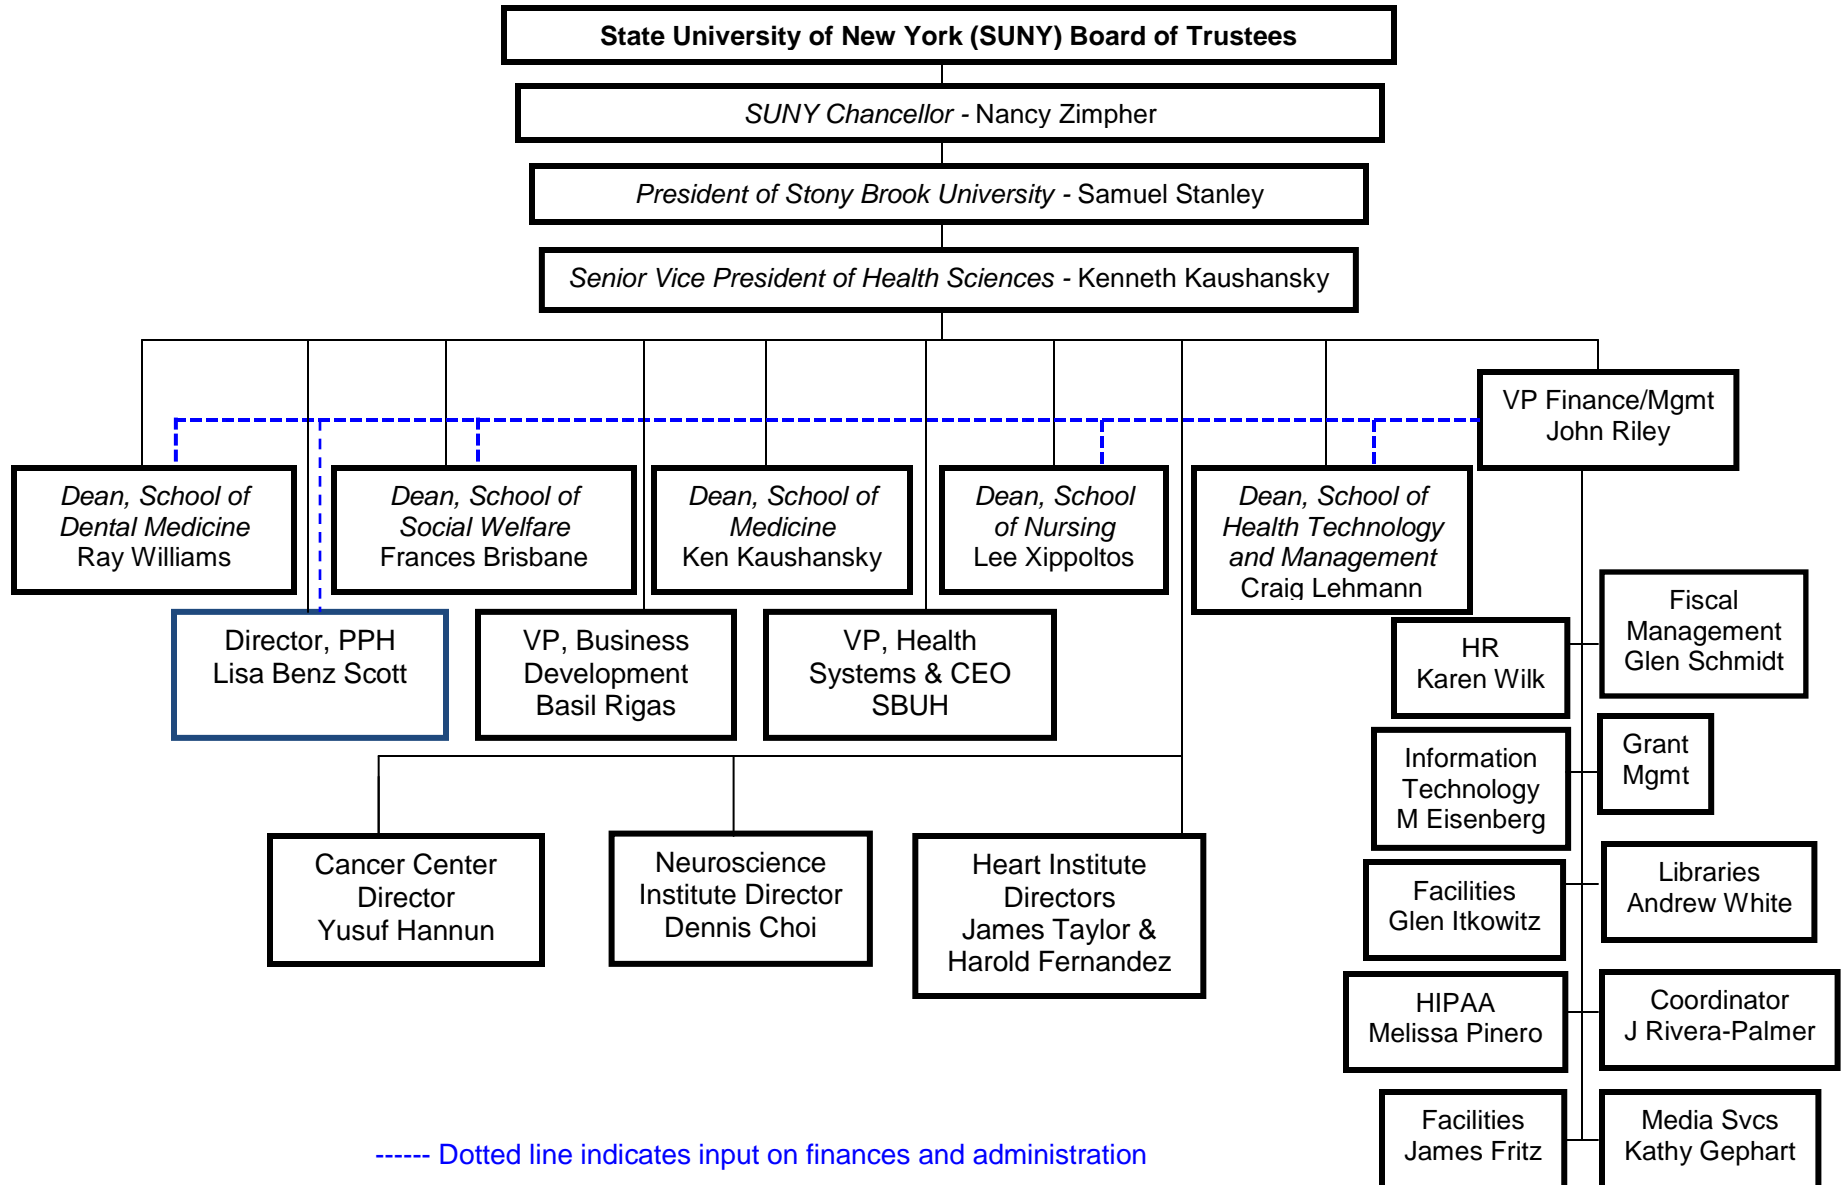 State University of New York (SUNY) Board of Trustees
SUNY Chancellor - Nancy Zimpher
President of Stony Brook University - Samuel Stanley
Senior Vice President of Health Sciences - Kenneth Kaushansky
VP Finance/Mgmt
John Riley
Dean, School of
Dental Medicine
Ray Williams
Dean, School of
Social Welfare
Frances Brisbane
Dean, School of
Medicine
Ken Kaushansky
Dean, School
of Nursing
Lee Xippoltos
Dean, School of
Health Technology
and Management
Craig Lehmann
Director, PPH
Lisa Benz Scott
VP, Business
Development
Basil Rigas
VP, Health
Systems & CEO
SBUH
HR
Karen Wilk
Fiscal
Management
Glen Schmidt
Information
Technology
M Eisenberg
Grant
Mgmt
Cancer Center
Director
Yusuf Hannun
Neuroscience
Institute Director
Dennis Choi
Heart Institute
Directors
James Taylor &
Harold Fernandez
Facilities
Glen Itkowitz
Libraries
Andrew White
HIPAA
Melissa Pinero
Coordinator
J Rivera-Palmer
Facilities
James Fritz
Media Svcs
Kathy Gephart
------ Dotted line indicates input on finances and administration